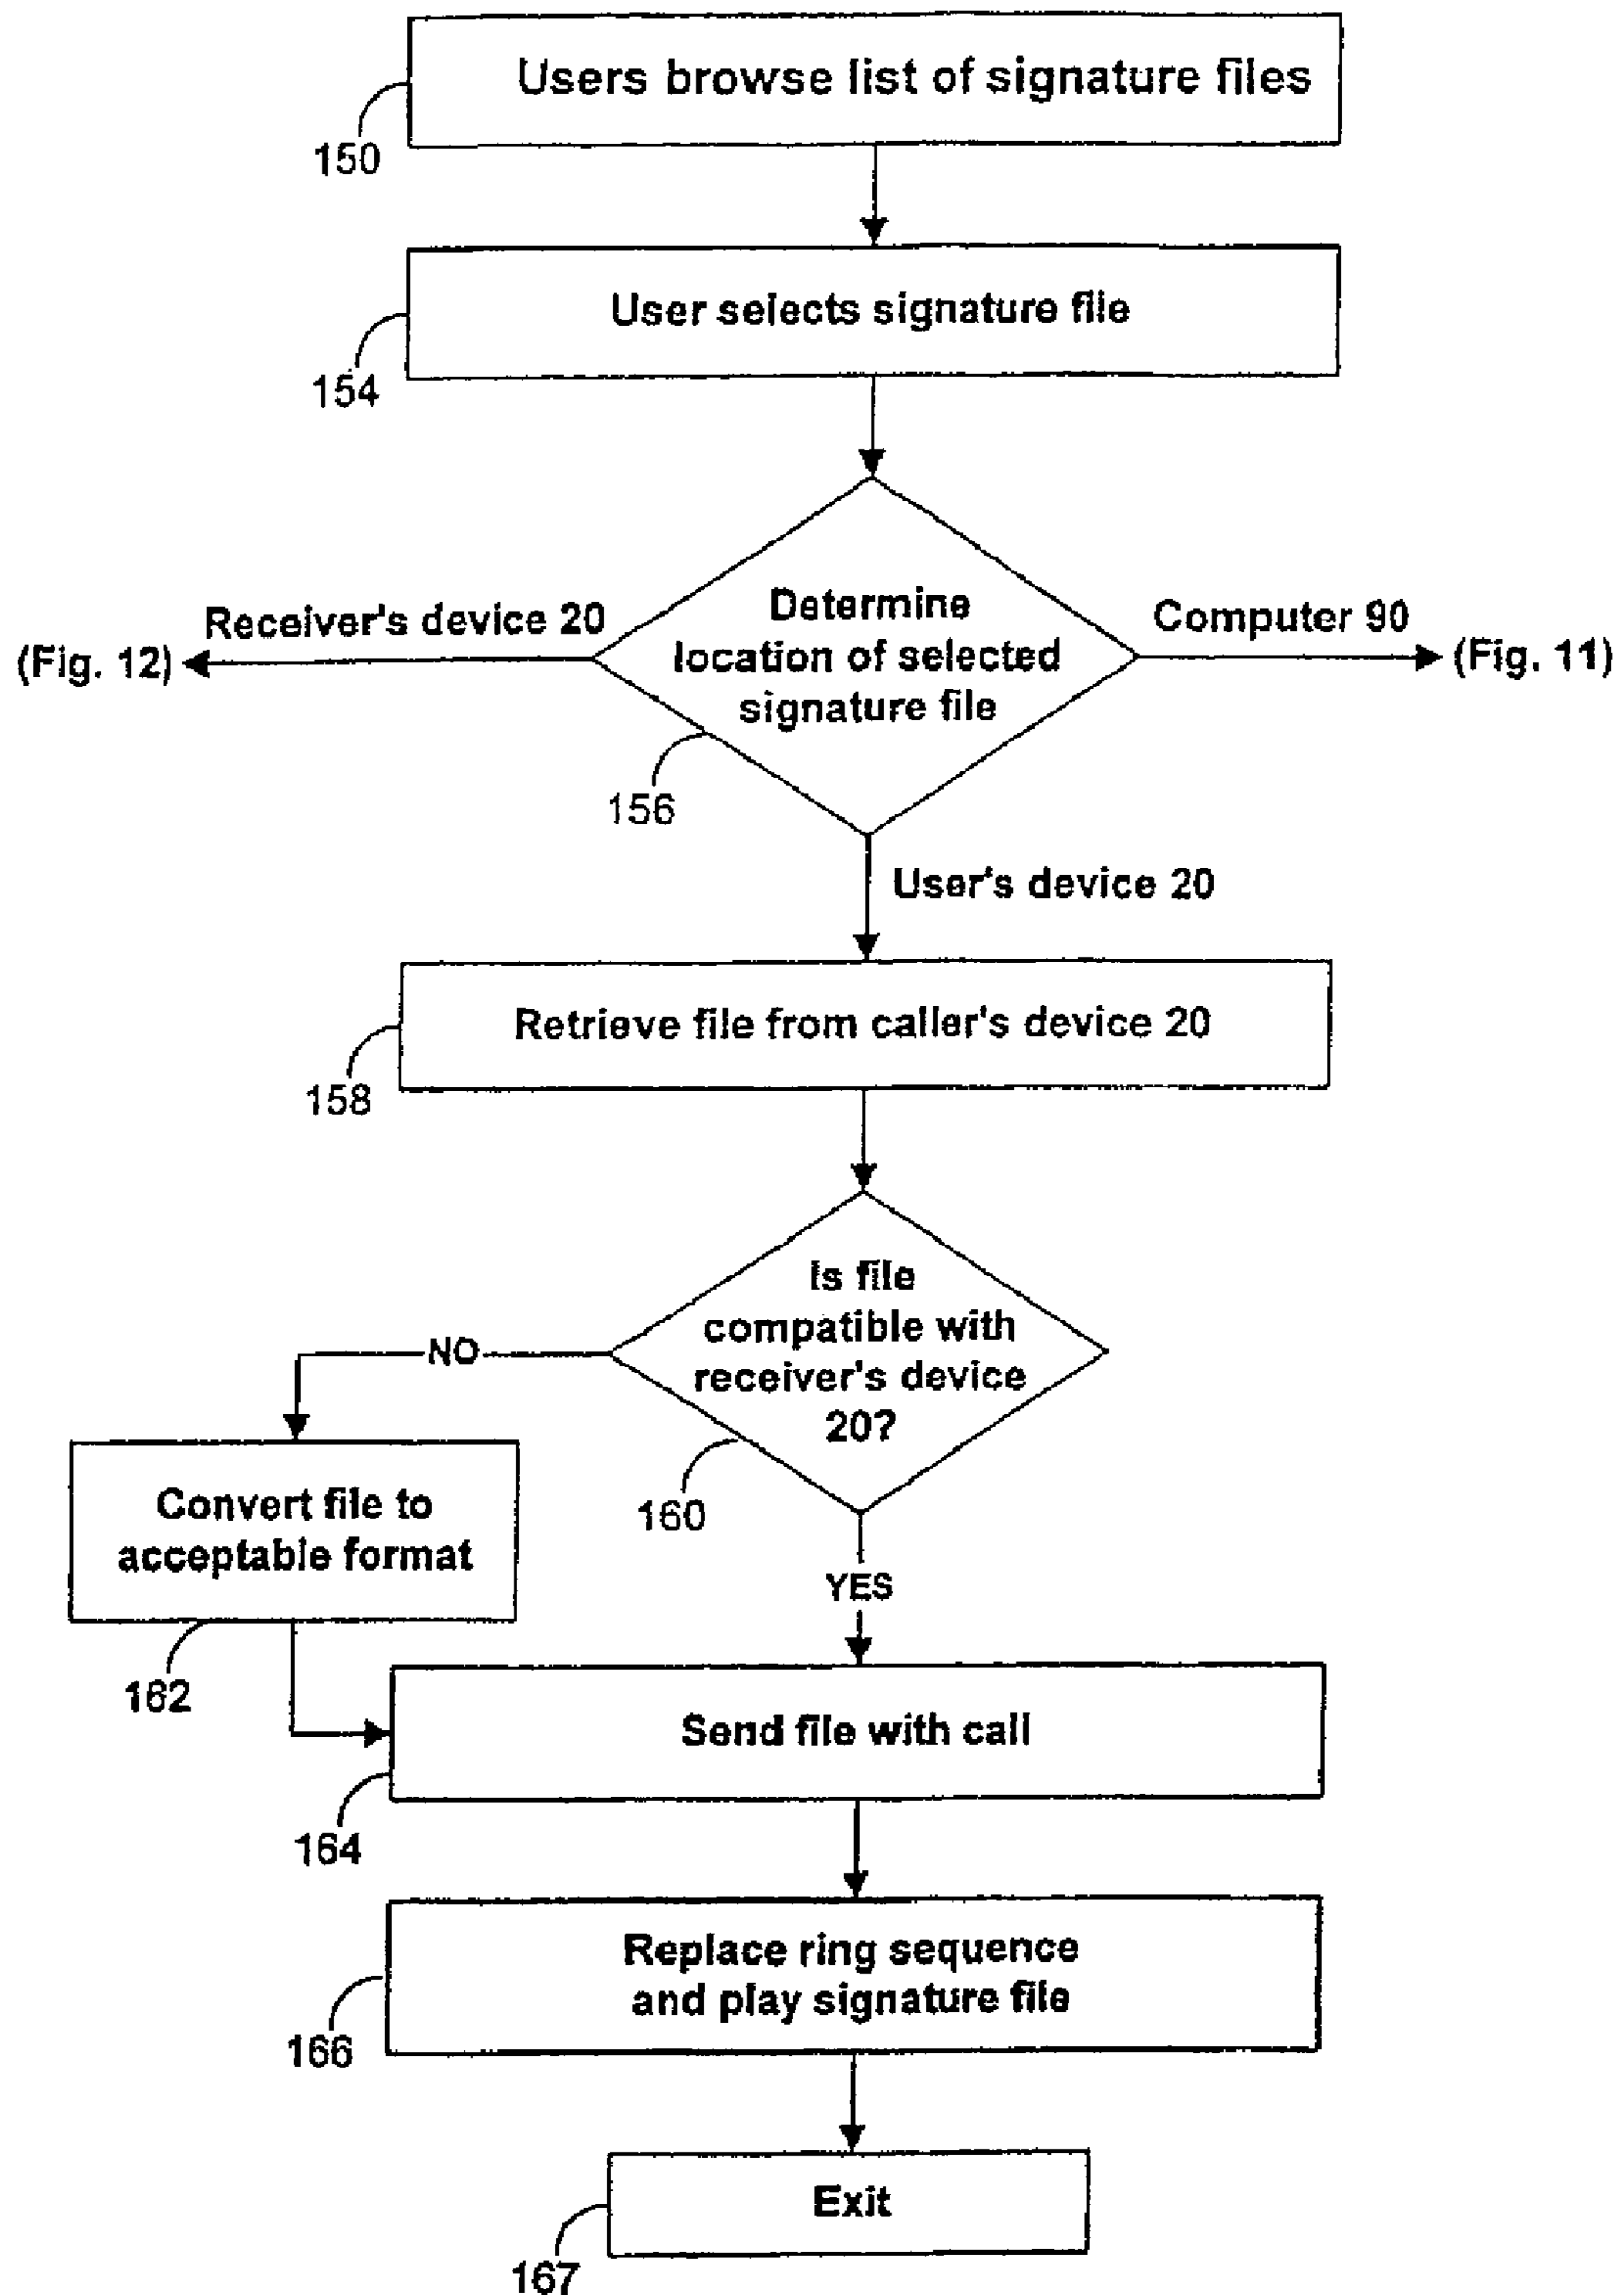 Users browse list of signature files
150
User selects signature file
154
Determine
location of selected
signature file
Receiver's device 20
(Fig. 12)
Computer 90
(Fig. 11)
156
User's device 20
Retrieve file from caller's device 20
158
Is file
compatible with
receiver's device
20?
NO
160
Convert file to
acceptable format
YES
162
Send file with call
164
Replace ring sequence
and play signature file
166
Exit
167